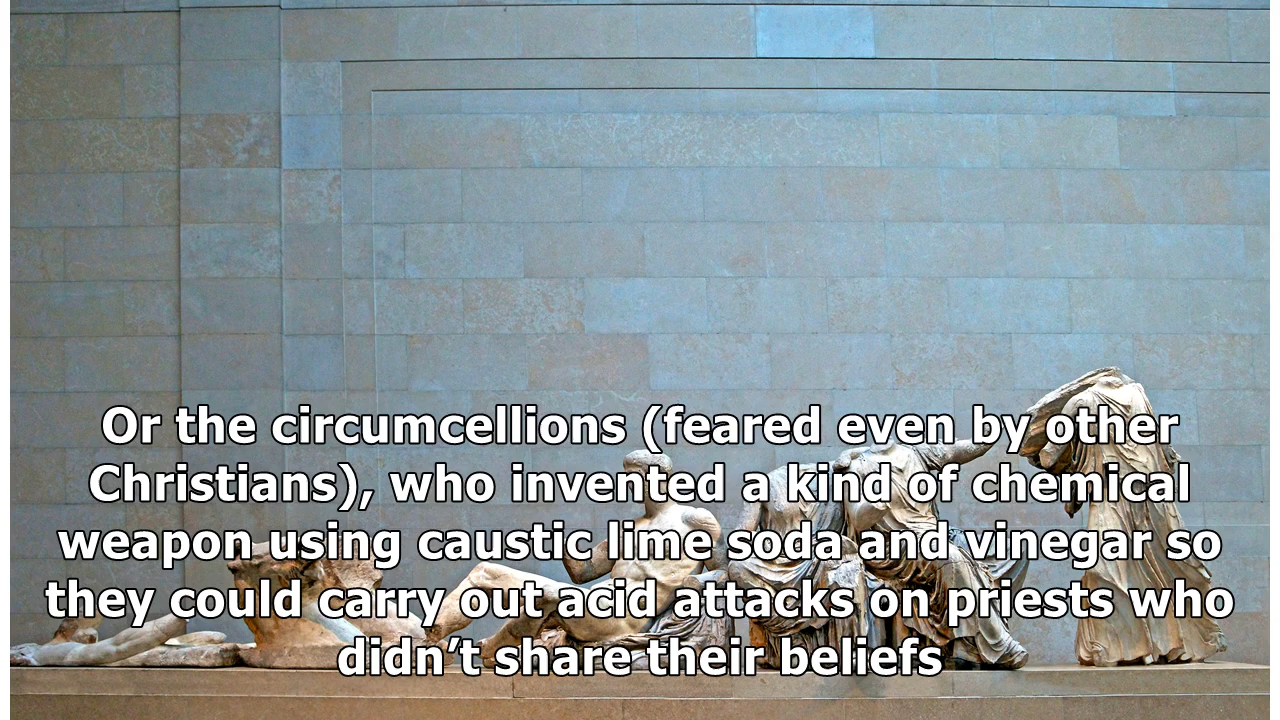 Or the circumcellions (feared even by other
Christians), who invented a kind of chemical
weapon using caustic lime soda and vinegar so
they could carry out acid attacks on priests who
didn’t share their beliefs